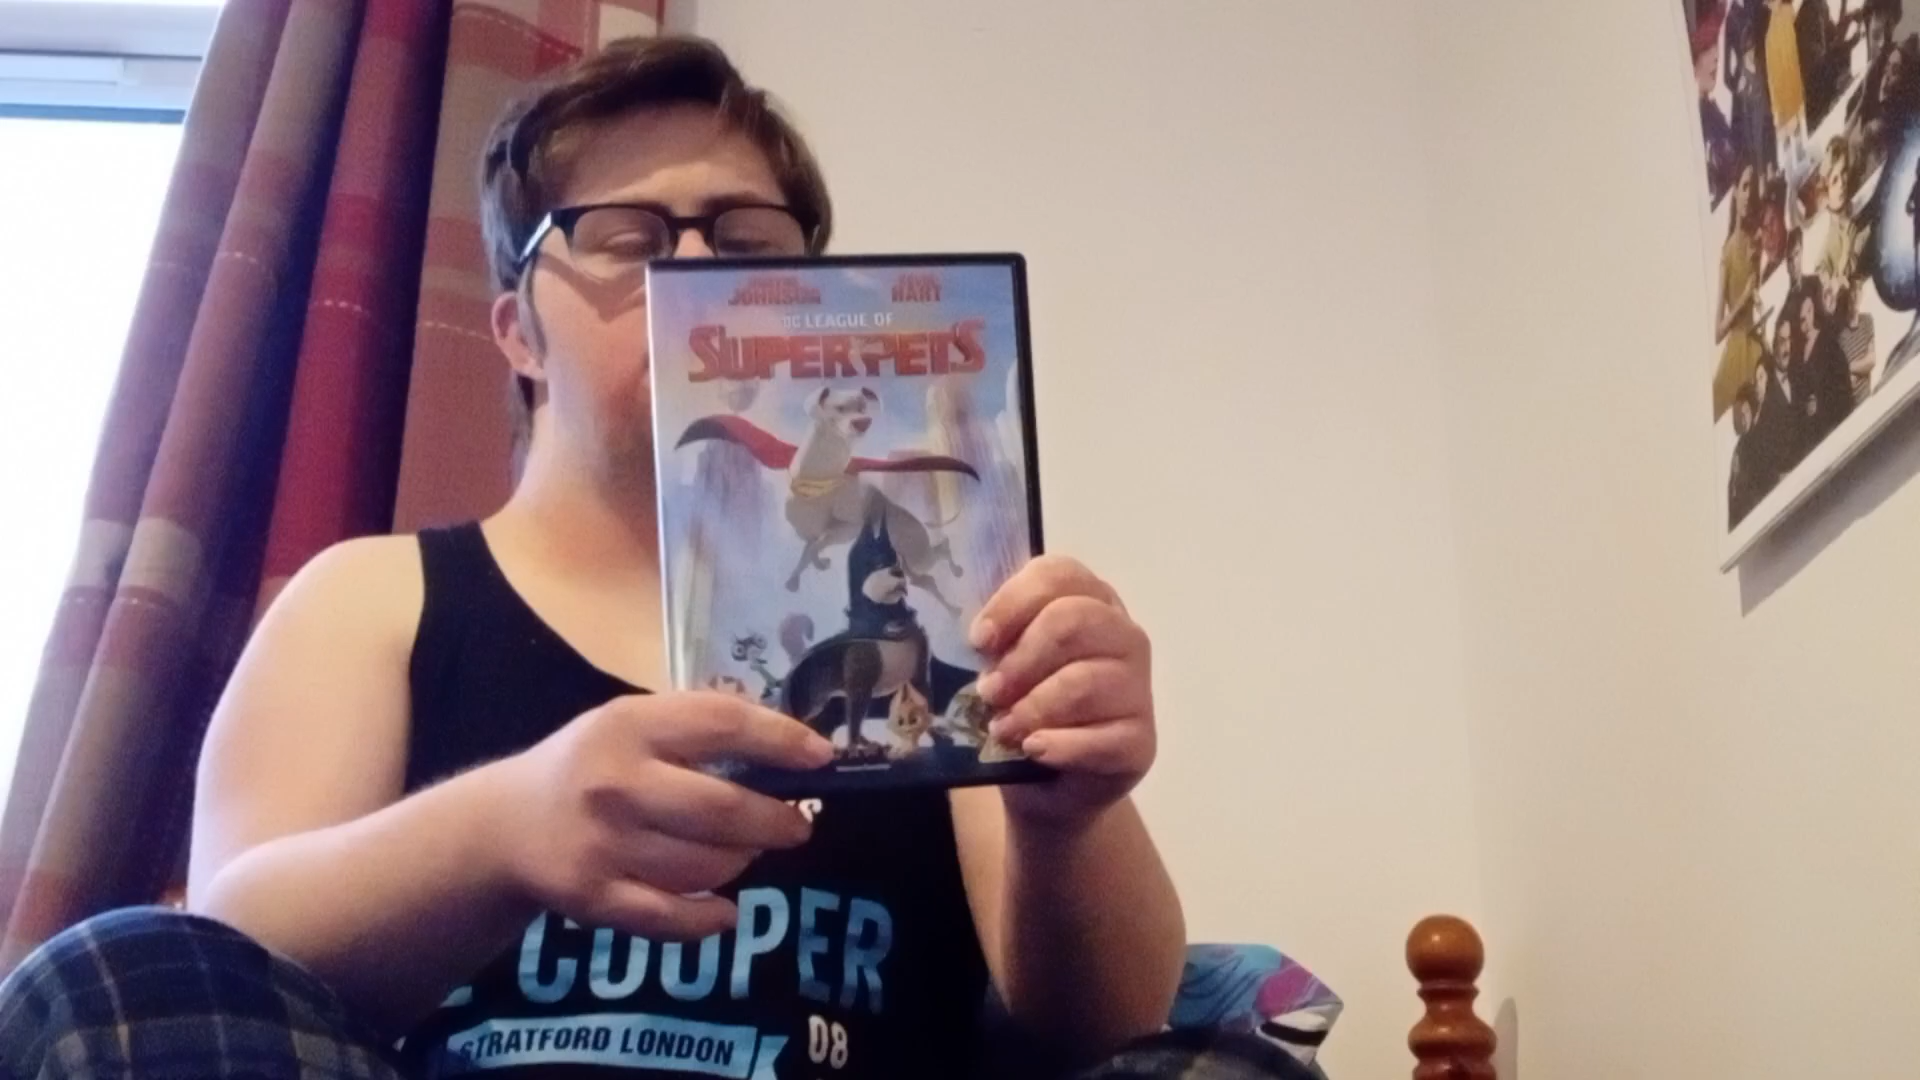 JOHNSON HART
DC LEAGUE OF
SUPER-PETS
COOPER
STRATFORD LONDON
08